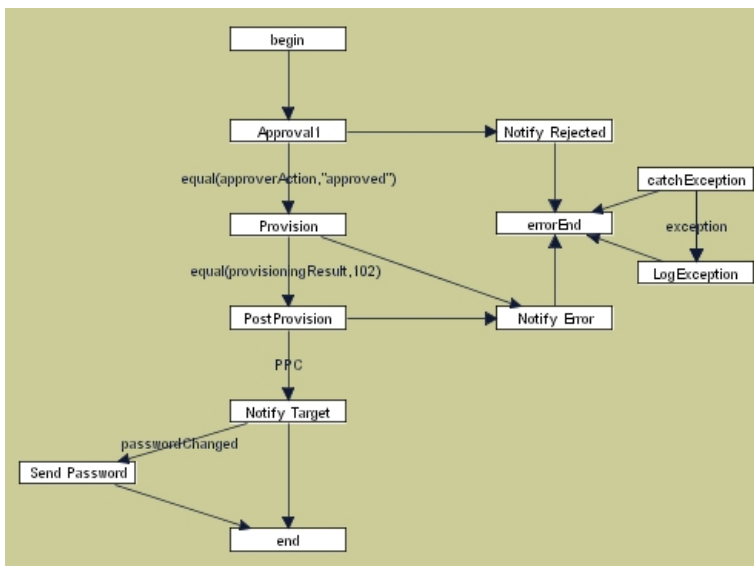 begin
Approval1
Notify Rejected
equal(approverAction,"approved")
catchException
Provision
errorEnd
exception
equal(provisioningResult,102)
LogException
PostProvision
Notify Error
PPC
Notify Target
passwordChanged
Send Password
end